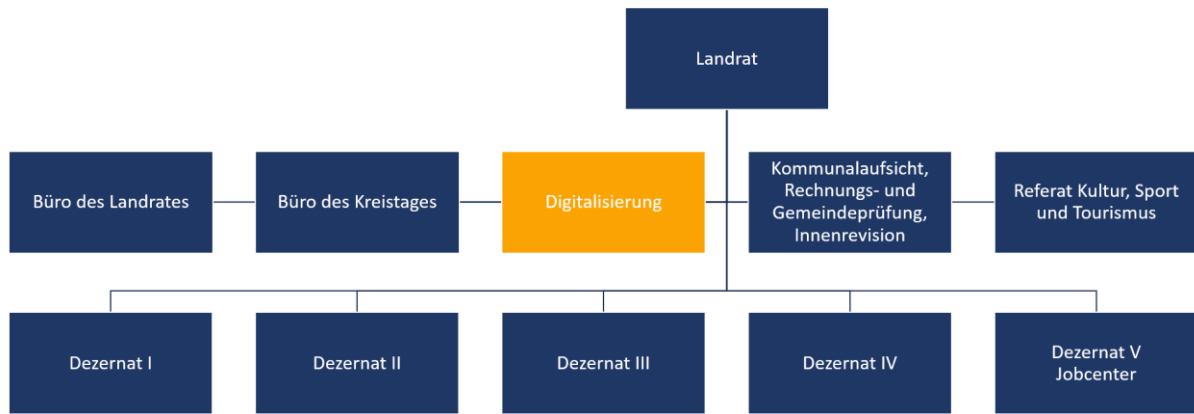 Landrat
Büro des Landrates
Büro des Kreistages
Digitalisierung
Kommunalaufsicht,
Rechnungs- und
Gemeindeprüfung,
Innenrevision
Referat Kultur, Sport
und Tourismus
Dezernat I
Dezernat II
Dezernat III
Dezernat IV
Dezernat V
Jobcenter